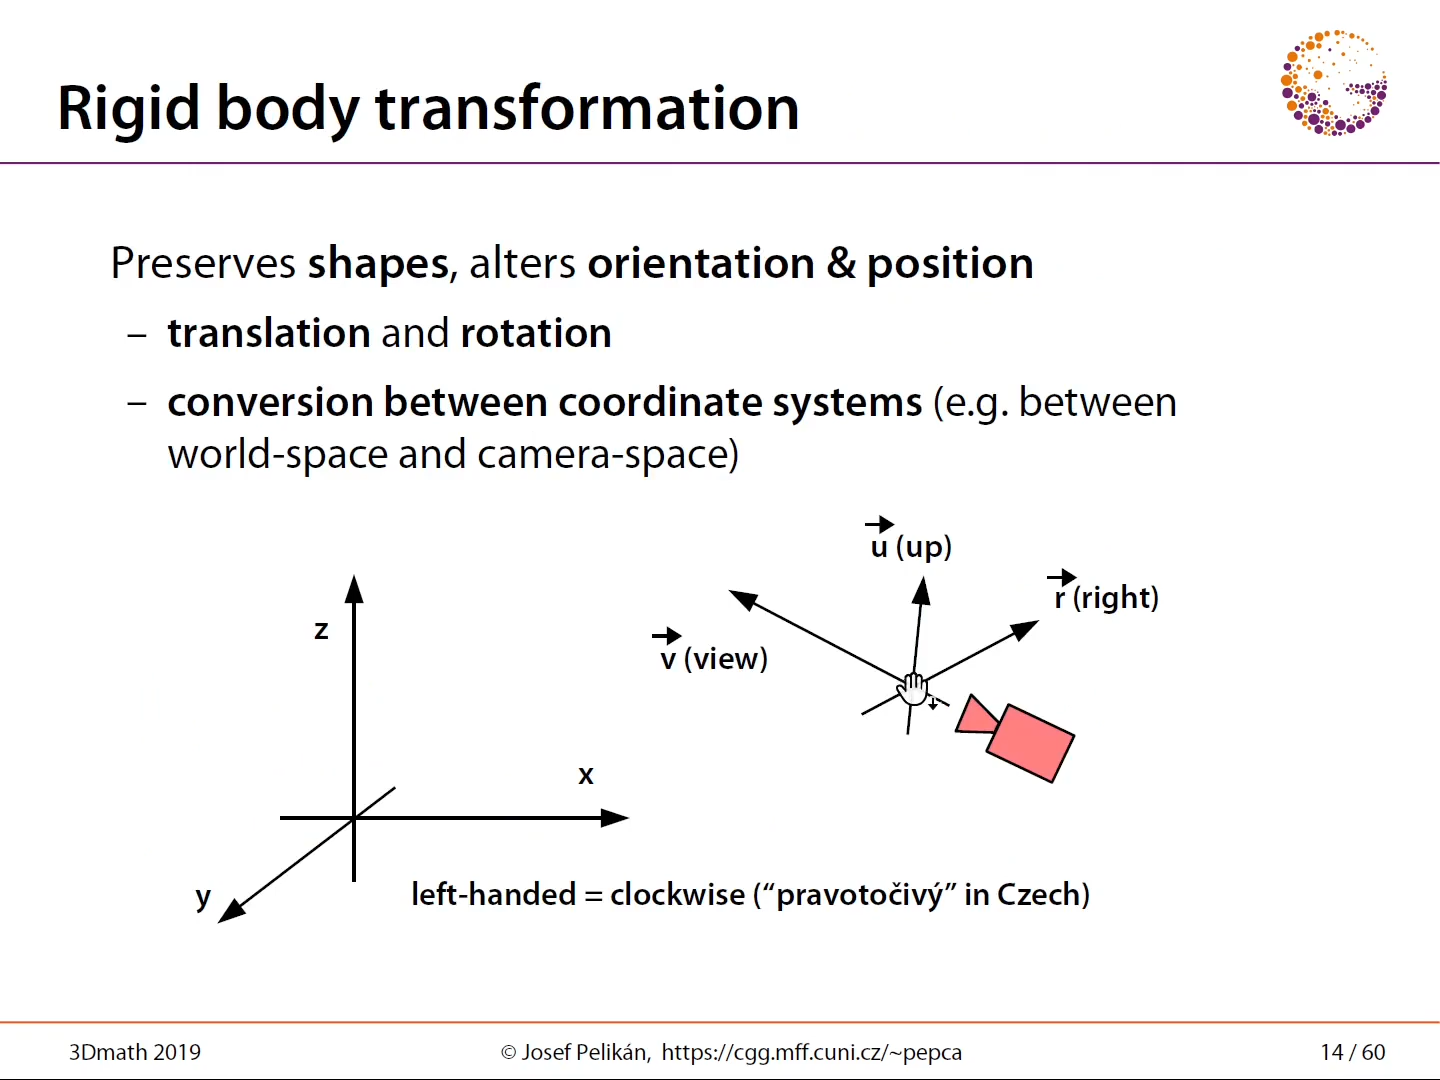 Rigid body transformation
Preserves shapes, alters orientation & position
– translation and rotation
– conversion between coordinate systems (e.g. between
world-space and camera-space)
u (up)
r (right)
z
v (view)
x
y
left-handed = clockwise (“pravotočivý” in Czech)
3Dmath 2019
© Josef Pelikán, https://cgg.mff.cuni.cz/~pepca
14 / 60